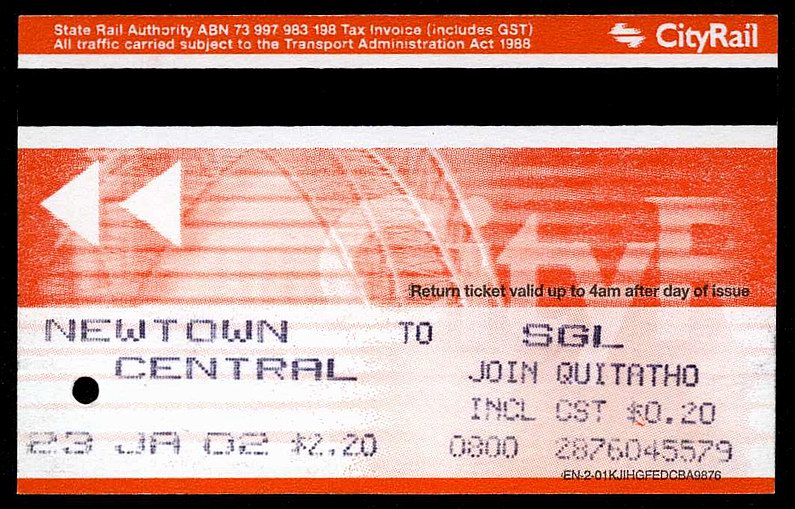 State Rail Authority ABN 73 997 983 198 Tax Invoice (includes GST)
All traffic carried subject to the Transport Administration Act 1988
CityRail
Return ticket valid up to 4am after day of issue
NEWTOWN TO SGL
CENTRAL JOIN QUITATHO
INCL CST $0.20
23 JA 02 $2.20 0800 2876045579
EN-2-01KJIHGFEDCBA9876